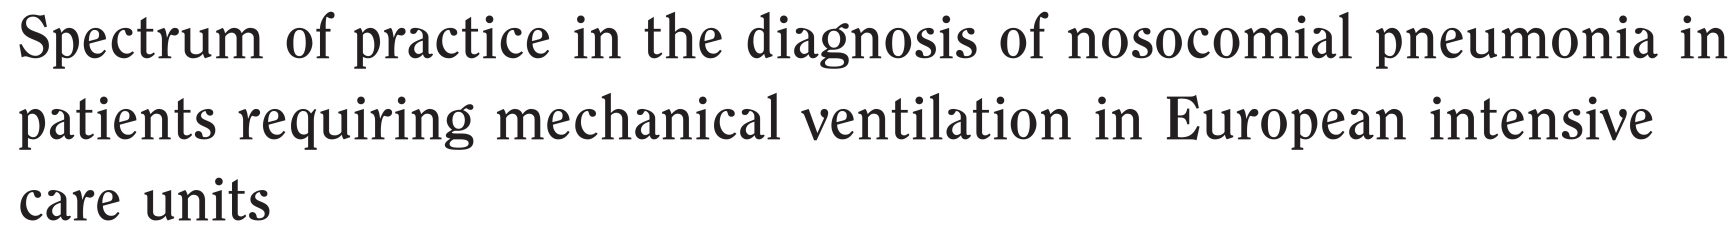 Spectrum of practice in the diagnosis of nosocomial pneumonia in
patients requiring mechanical ventilation in European intensive
care units